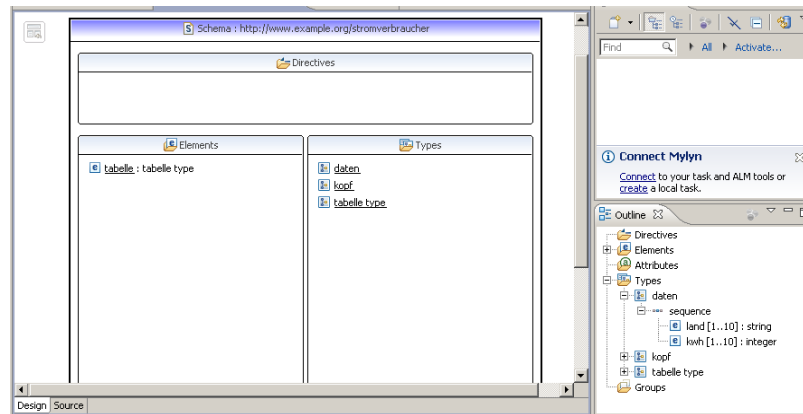 Schema : http://www.example.org/stromverbraucher
Directives
Elements
tabelle : tabelle type
Types
daten
kopf
tabelle type
Design
Source
Find
All
Activate...
Connect Mylyn
Connect to your task and ALM tools or
create a local task.
Outline
Directives
Elements
Attributes
Types
daten
sequence
land [1..10] : string
kwh [1..10] : integer
kopf
tabelle type
Groups